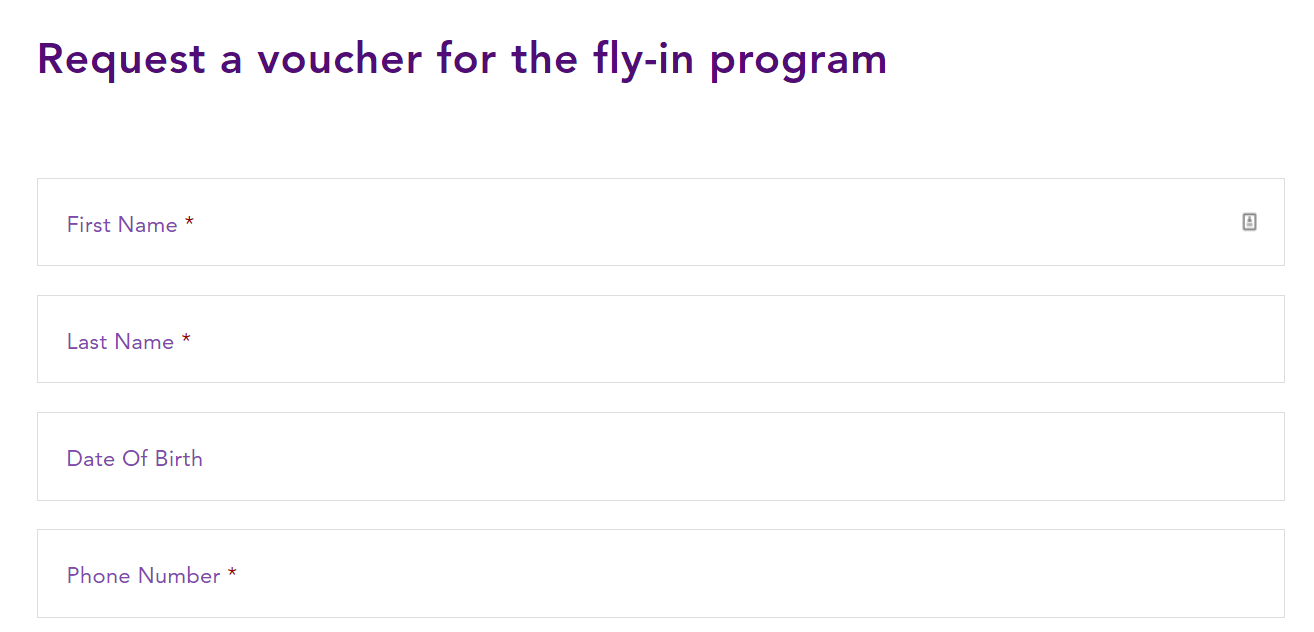 Request a voucher for the fly-in program
First Name *
Last Name *
Date Of Birth
Phone Number *